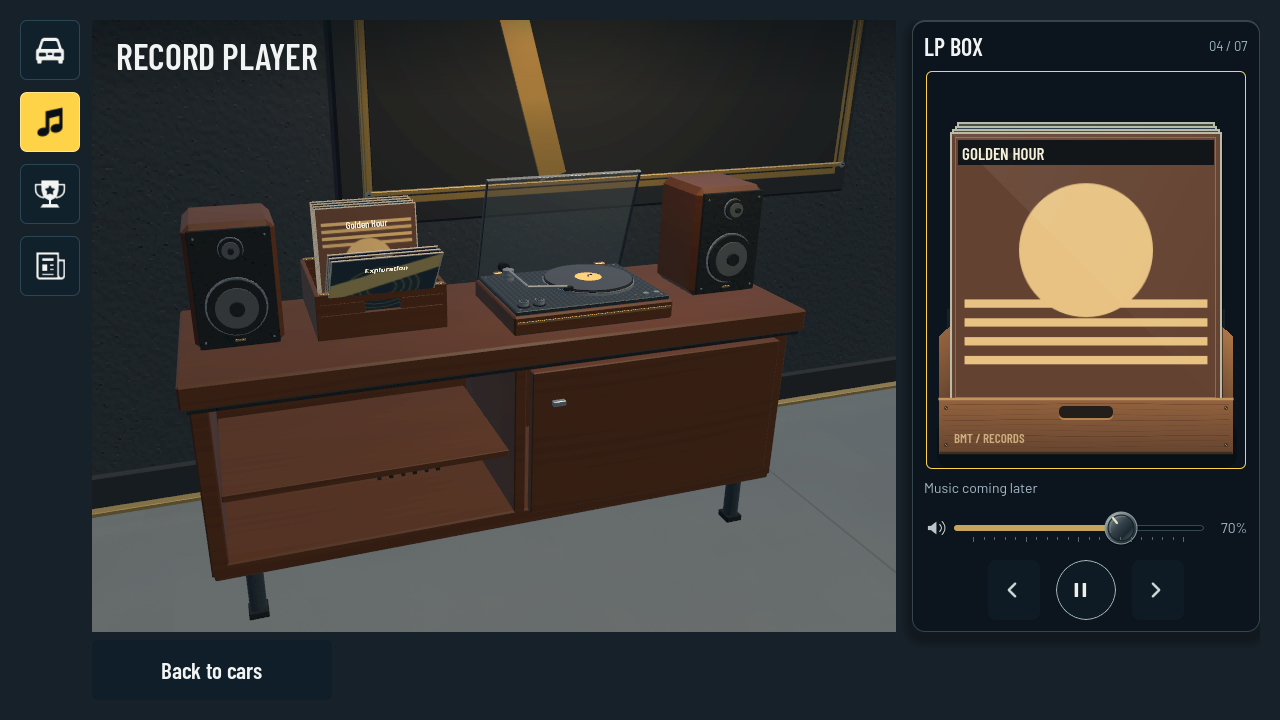 RECORD PLAYER
Golden Hour
Exploration
Back to cars
LP BOX
04 / 07
GOLDEN HOUR
BMT / RECORDS
Music coming later
70%